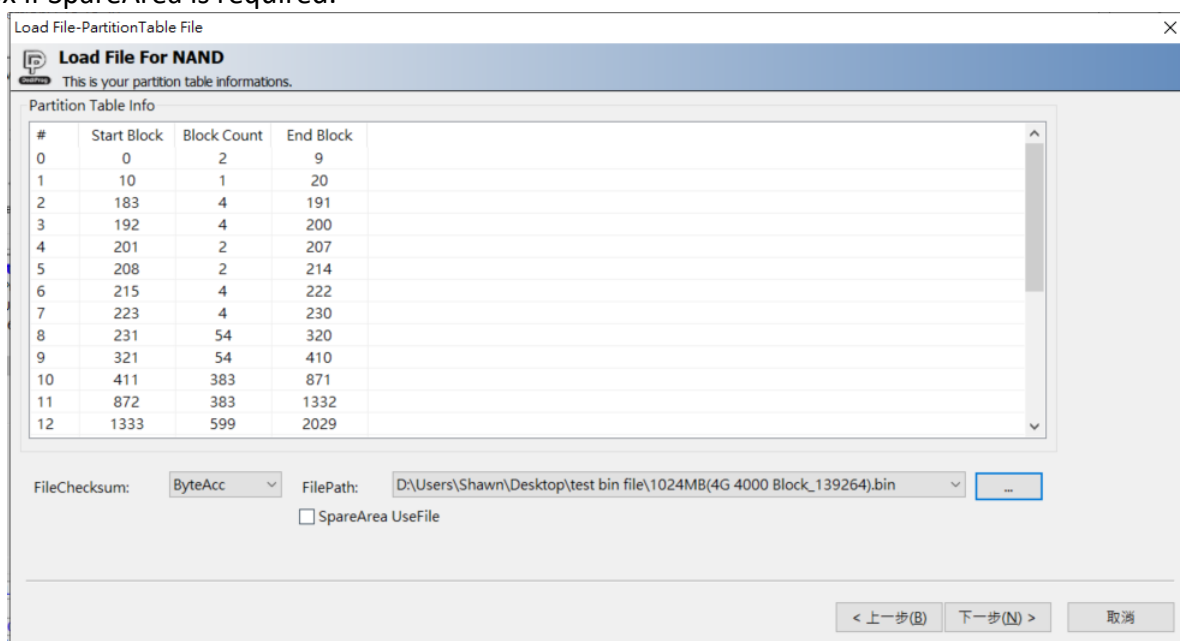 x if SpareArea is required.
Load File-PartitionTable File
Load File For NAND
This is your partition table informations.
Partition Table Info
# Start Block Block Count End Block
0 0 2 9
1 10 1 20
2 183 4 191
3 192 4 200
4 201 2 207
5 208 2 214
6 215 4 222
7 223 4 230
8 231 54 320
9 321 54 410
10 411 383 871
11 872 383 1332
12 1333 599 2029
FileChecksum: ByteAcc FilePath: D:\Users\Shawn\Desktop\test bin file\1024MB(4G 4000 Block_139264).bin ...
SpareArea UseFile
< 上一步(B) 下一步(N) > 取消